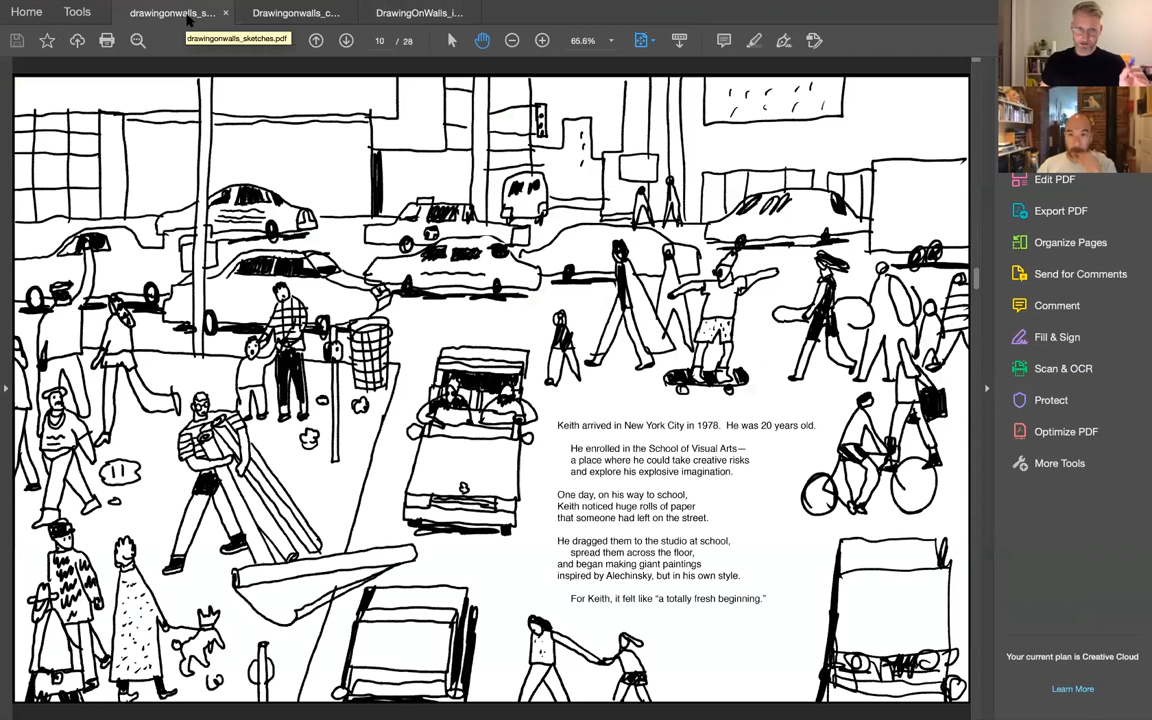 Home
Tools
drawingonwalls_s... ×
Drawingonwalls_c...
DrawingOnWalls_i...
drawingonwalls_sketches.pdf
10 / 28
65.6%
Keith arrived in New York City in 1978. He was 20 years old.
He enrolled in the School of Visual Arts—
a place where he could take creative risks
and explore his explosive imagination.
One day, on his way to school,
Keith noticed huge rolls of paper
that someone had left on the street.
He dragged them to the studio at school,
spread them across the floor,
and began making giant paintings
inspired by Alechinsky, but in his own style.
For Keith, it felt like “a totally fresh beginning.”
Edit PDF
Export PDF
Organize Pages
Send for Comments
Comment
Fill & Sign
Scan & OCR
Protect
Optimize PDF
More Tools
Your current plan is Creative Cloud
Learn More